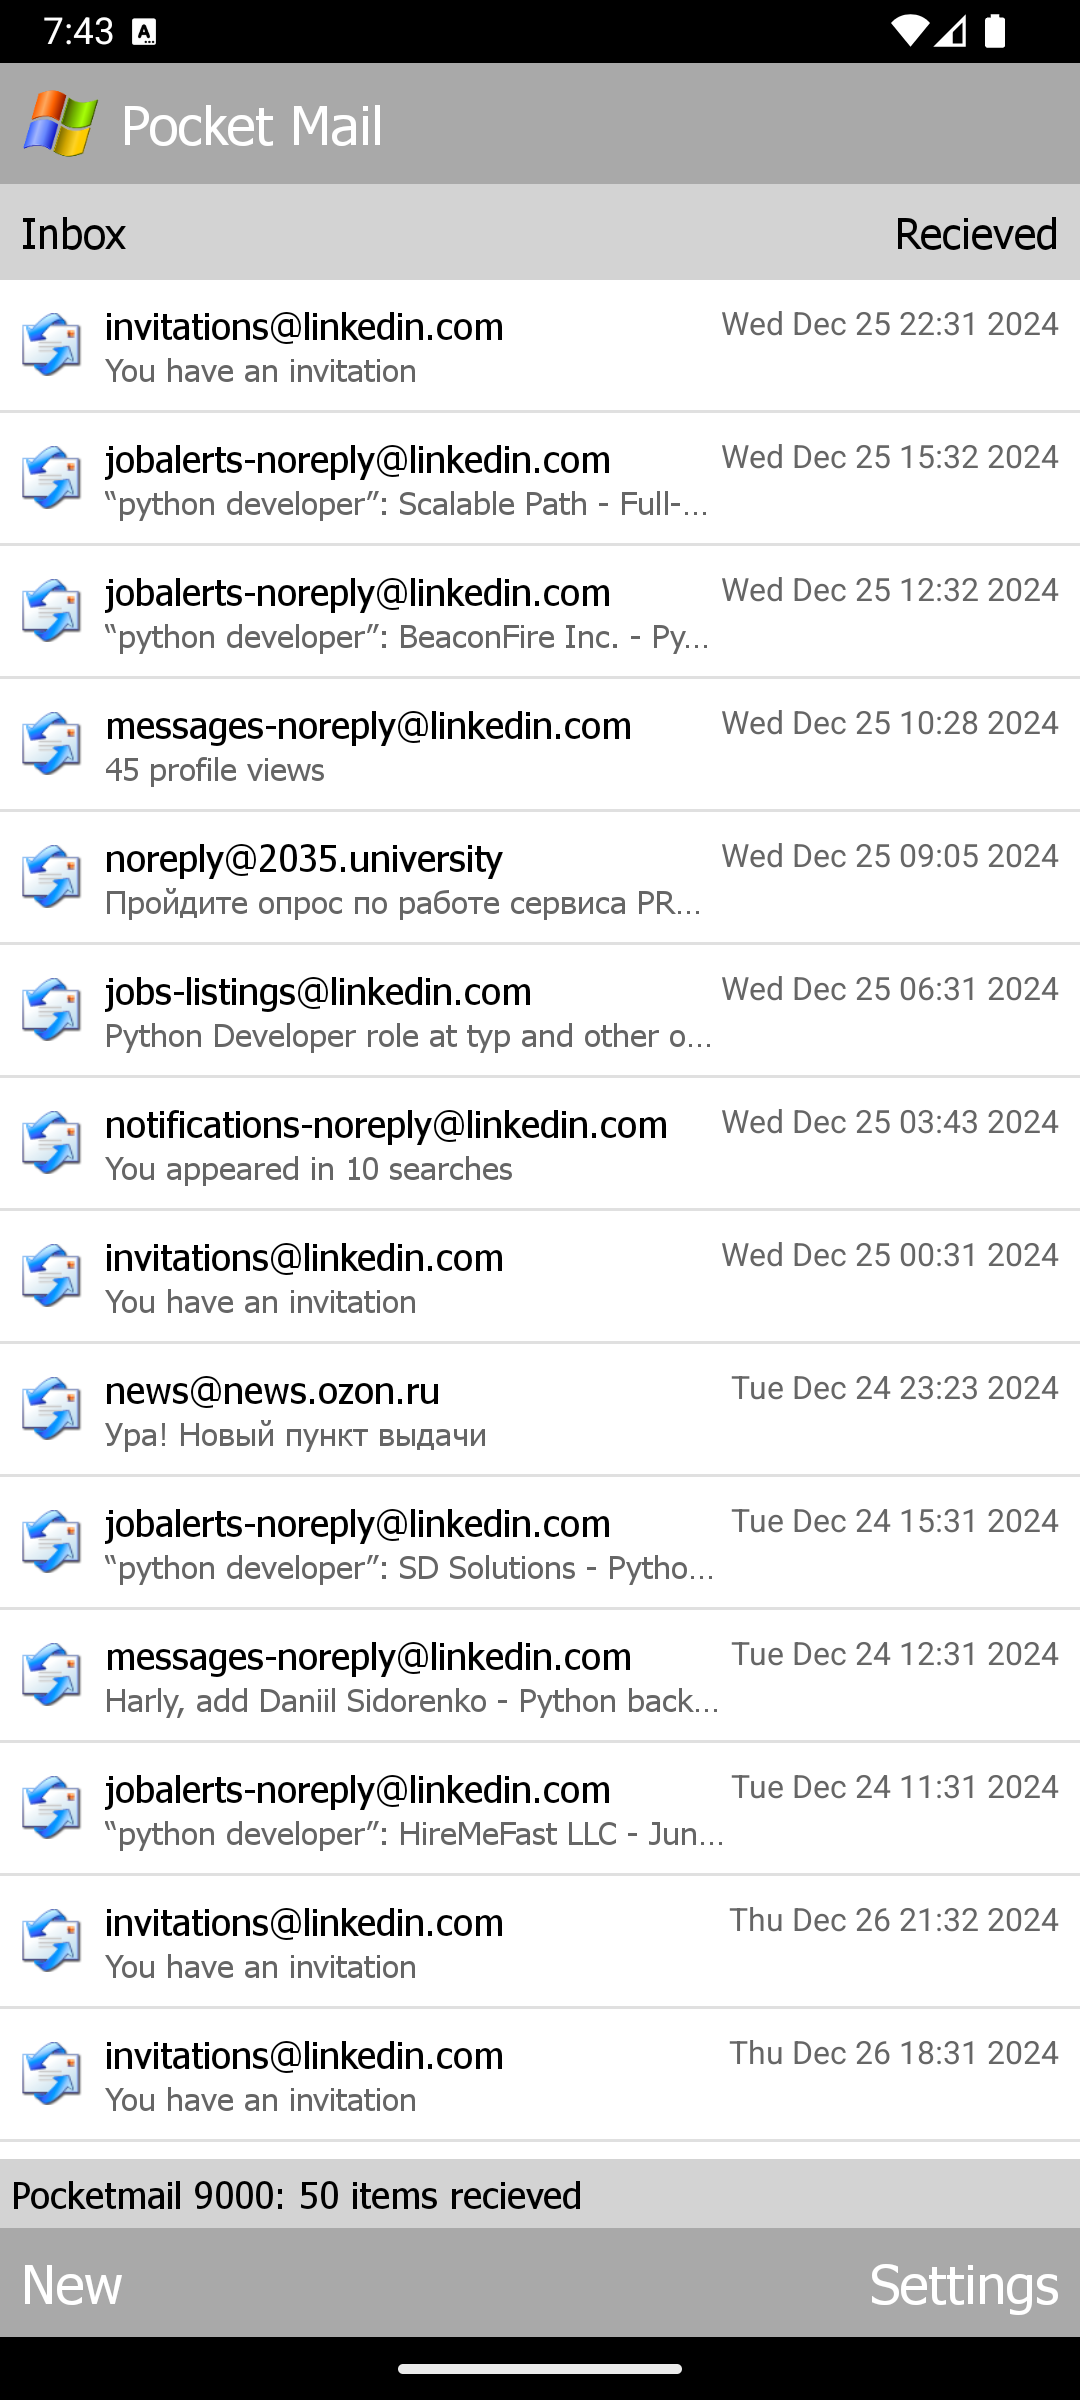 7:43
Pocket Mail
Inbox Recieved
invitations@linkedin.com Wed Dec 25 22:31 2024
You have an invitation
jobalerts-noreply@linkedin.com Wed Dec 25 15:32 2024
“python developer”: Scalable Path - Full-...
jobalerts-noreply@linkedin.com Wed Dec 25 12:32 2024
“python developer”: BeaconFire Inc. - Py...
messages-noreply@linkedin.com Wed Dec 25 10:28 2024
45 profile views
noreply@2035.university Wed Dec 25 09:05 2024
Пройдите опрос по работе сервиса PR...
jobs-listings@linkedin.com Wed Dec 25 06:31 2024
Python Developer role at typ and other o...
notifications-noreply@linkedin.com Wed Dec 25 03:43 2024
You appeared in 10 searches
invitations@linkedin.com Wed Dec 25 00:31 2024
You have an invitation
news@news.ozon.ru Tue Dec 24 23:23 2024
Ура! Новый пункт выдачи
jobalerts-noreply@linkedin.com Tue Dec 24 15:31 2024
“python developer”: SD Solutions - Pytho...
messages-noreply@linkedin.com Tue Dec 24 12:31 2024
Harly, add Daniil Sidorenko - Python back...
jobalerts-noreply@linkedin.com Tue Dec 24 11:31 2024
“python developer”: HireMeFast LLC - Jun...
invitations@linkedin.com Thu Dec 26 21:32 2024
You have an invitation
invitations@linkedin.com Thu Dec 26 18:31 2024
You have an invitation
Pocketmail 9000: 50 items recieved
New Settings